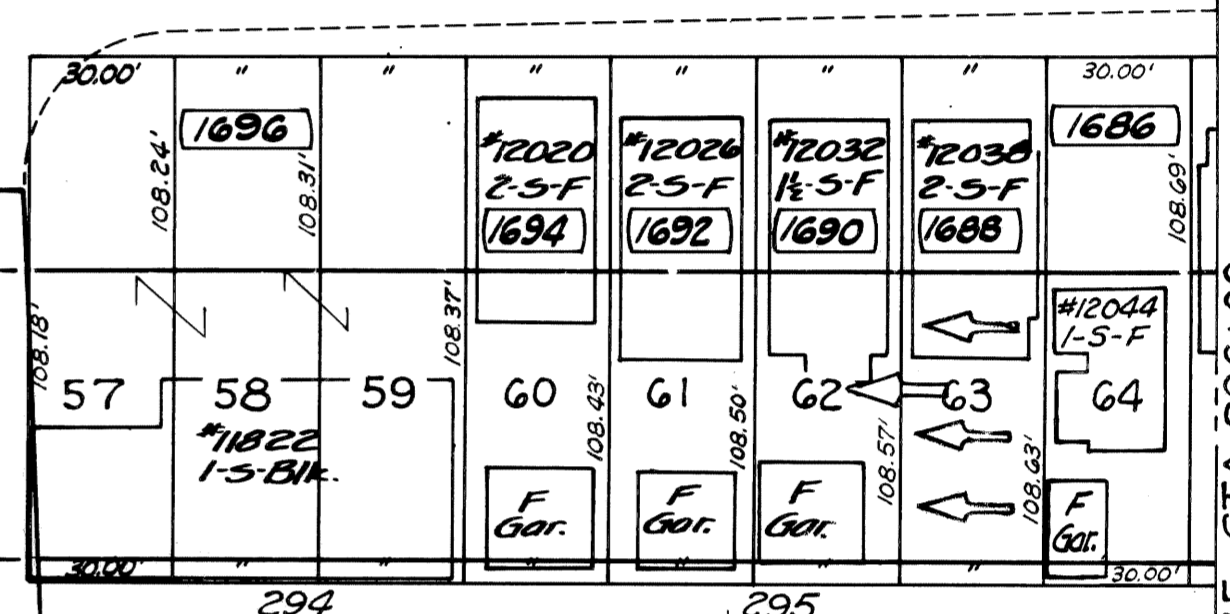 30.00' " " " " " " 30.00'
1696
1686
108.24'
108.31'
108.69'
#12020
2-S-F
1694
#12026
2-S-F
1692
#12032
1½-S-F
1690
#12038
2-S-F
1688
#12044
1-S-F
108.18'
108.37'
108.43'
108.50'
108.57'
108.63'
57 58 59 60 61 62 63 64
#11822
1-S-Blk.
F
Gar.
F
Gar.
F
Gar.
F
Gar.
30.00' " " " " " " 30.00'
294 295